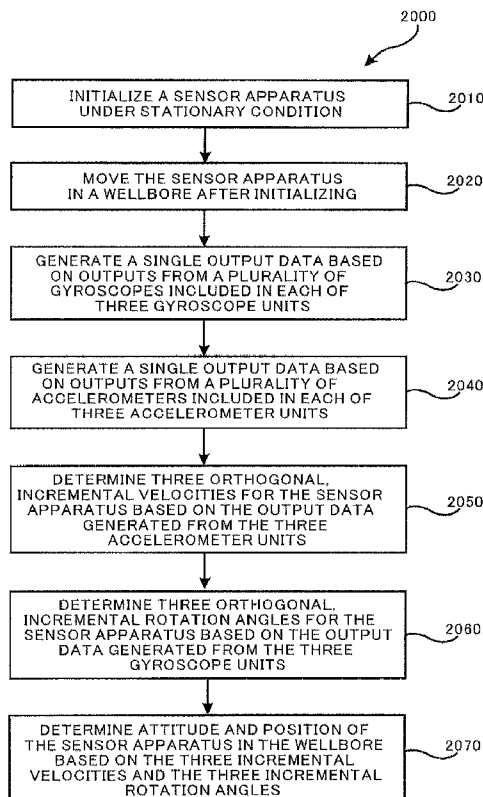 2000
INITIALIZE A SENSOR APPARATUS
UNDER STATIONARY CONDITION
2010
MOVE THE SENSOR APPARATUS
IN A WELLBORE AFTER INITIALIZING
2020
GENERATE A SINGLE OUTPUT DATA BASED
ON OUTPUTS FROM A PLURALITY OF
GYROSCOPES INCLUDED IN EACH OF
THREE GYROSCOPE UNITS
2030
GENERATE A SINGLE OUTPUT DATA BASED
ON OUTPUTS FROM A PLURALITY OF
ACCELEROMETERS INCLUDED IN EACH OF
THREE ACCELEROMETER UNITS
2040
DETERMINE THREE ORTHOGONAL,
INCREMENTAL VELOCITIES FOR THE SENSOR
APPARATUS BASED ON THE OUTPUT DATA
GENERATED FROM THE THREE
ACCELEROMETER UNITS
2050
DETERMINE THREE ORTHOGONAL,
INCREMENTAL ROTATION ANGLES FOR THE
SENSOR APPARATUS BASED ON THE OUTPUT
DATA GENERATED FROM THE THREE
GYROSCOPE UNITS
2060
DETERMINE ATTITUDE AND POSITION OF
THE SENSOR APPARATUS IN THE WELLBORE
BASED ON THE THREE INCREMENTAL
VELOCITIES AND THE THREE INCREMENTAL
ROTATION ANGLES
2070